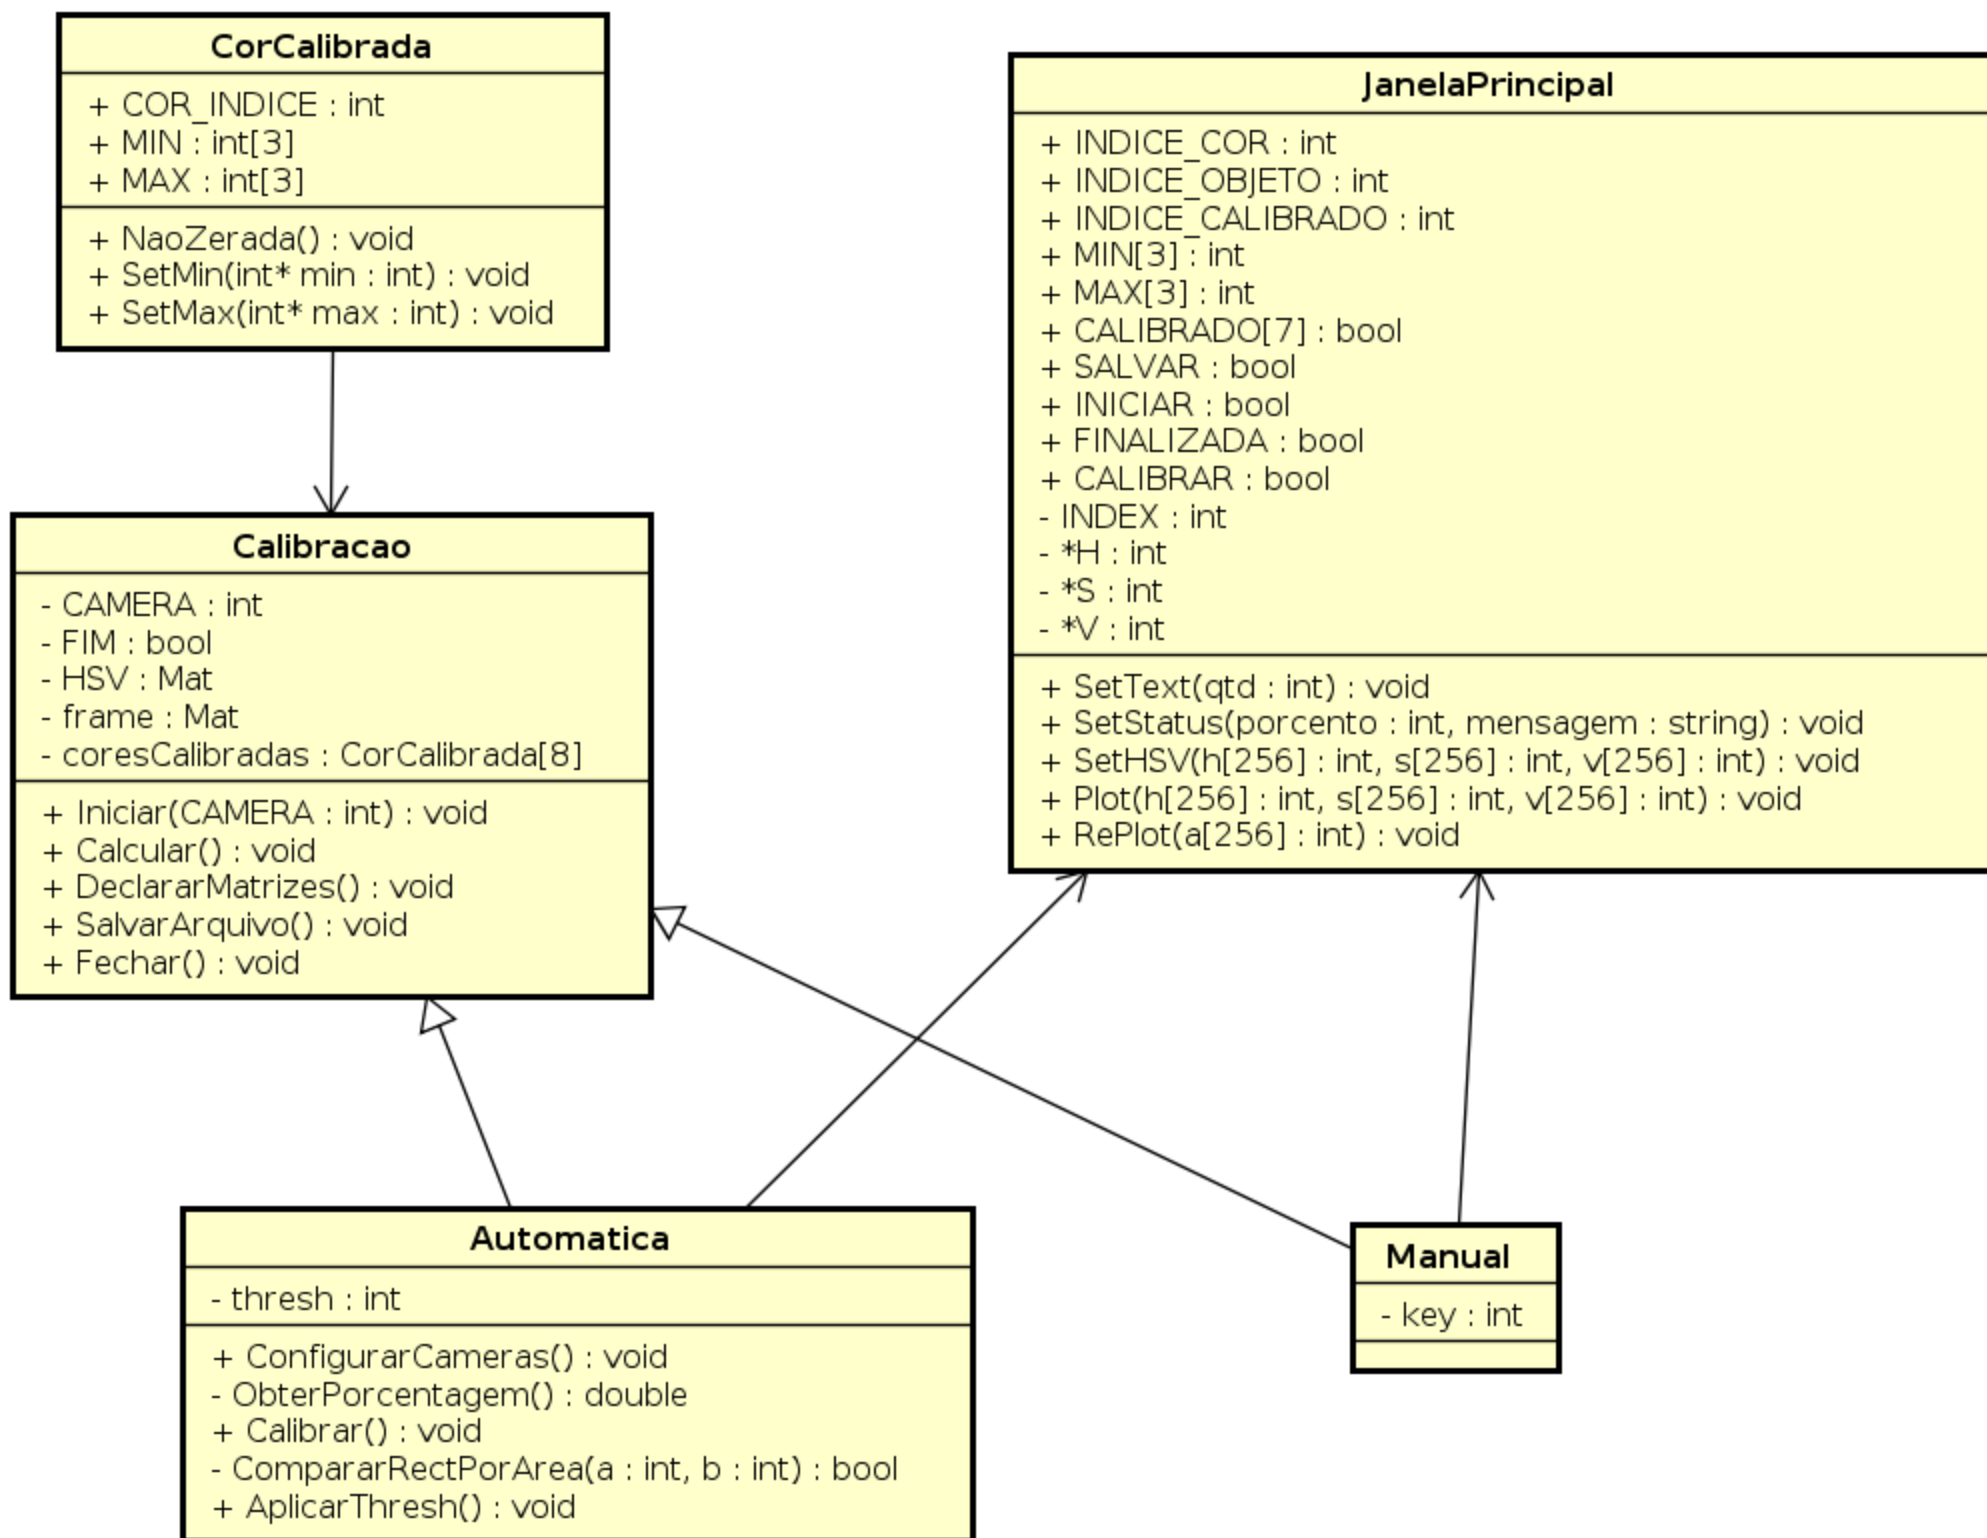 CorCalibrada
+ COR_INDICE : int
+ MIN : int[3]
+ MAX : int[3]
+ NaoZerada() : void
+ SetMin(int* min : int) : void
+ SetMax(int* max : int) : void
JanelaPrincipal
+ INDICE_COR : int
+ INDICE_OBJETO : int
+ INDICE_CALIBRADO : int
+ MIN[3] : int
+ MAX[3] : int
+ CALIBRADO[7] : bool
+ SALVAR : bool
+ INICIAR : bool
+ FINALIZADA : bool
+ CALIBRAR : bool
- INDEX : int
- *H : int
- *S : int
- *V : int
+ SetText(qtd : int) : void
+ SetStatus(porcento : int, mensagem : string) : void
+ SetHSV(h[256] : int, s[256] : int, v[256] : int) : void
+ Plot(h[256] : int, s[256] : int, v[256] : int) : void
+ RePlot(a[256] : int) : void
Calibracao
- CAMERA : int
- FIM : bool
- HSV : Mat
- frame : Mat
- coresCalibradas : CorCalibrada[8]
+ Iniciar(CAMERA : int) : void
+ Calcular() : void
+ DeclararMatrizes() : void
+ SalvarArquivo() : void
+ Fechar() : void
Automatica
- thresh : int
+ ConfigurarCameras() : void
- ObterPorcentagem() : double
+ Calibrar() : void
- CompararRectPorArea(a : int, b : int) : bool
+ AplicarThresh() : void
Manual
- key : int